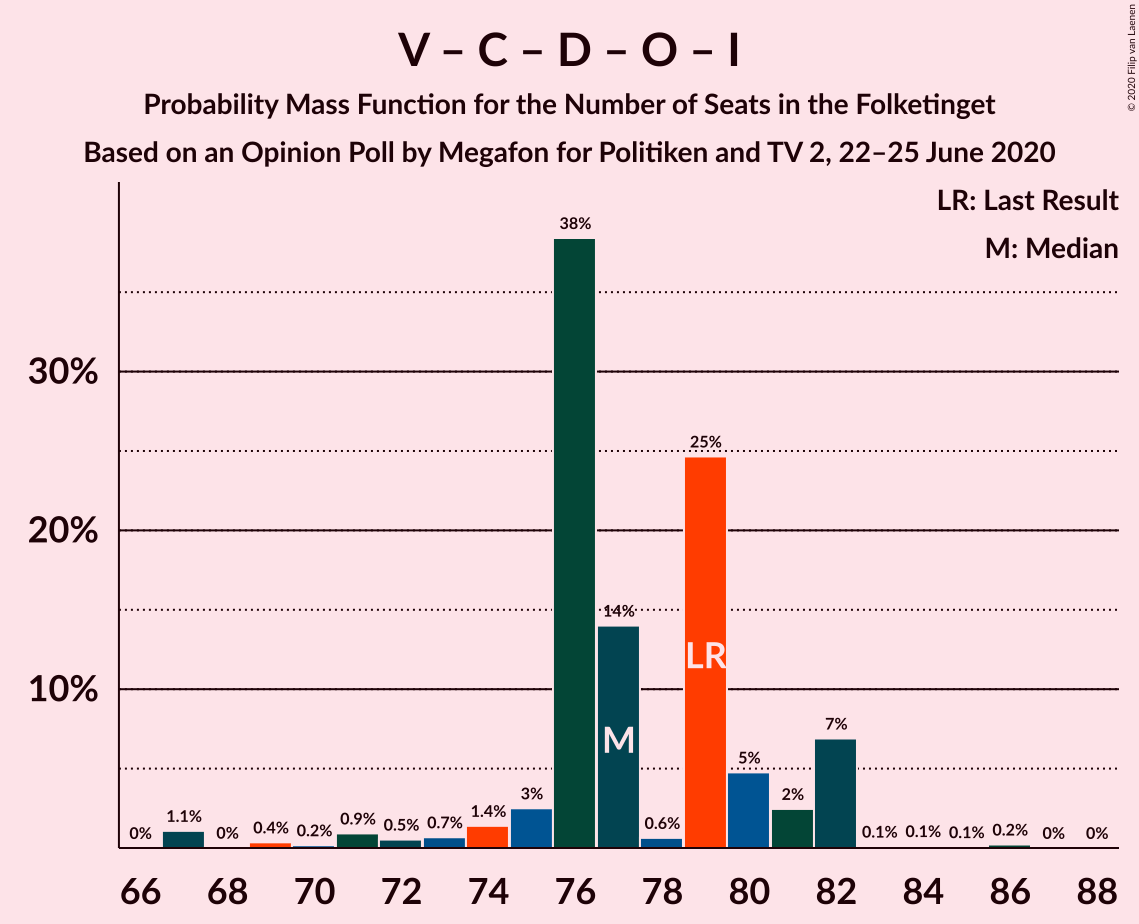 V – C – D – O – I
Probability Mass Function for the Number of Seats in the Folketinget
Based on an Opinion Poll by Megafon for Politiken and TV 2, 22–25 June 2020
© 2020 Filip van Laenen
LR: Last Result
M: Median
38%
30%
25%
20%
14%
LR
10%
M
7%
5%
3%
2%
0% 1.1% 0% 0.4% 0.2% 0.9% 0.5% 0.7% 1.4% 0.6% 0.1% 0.1% 0.1% 0.2% 0% 0%
66 68 70 72 74 76 78 80 82 84 86 88